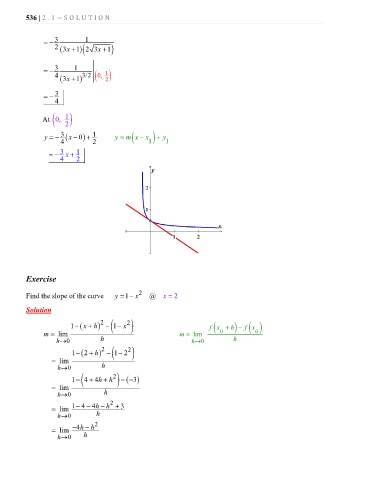 536 | 2 . 1 – S O L U T I O N
= −3/2 1/((3x+1)(2√3x+1))
= −3/4 1/(3x+1)^{3/2} |(0, 1/2)
= −3/4
At (0, 1/2)
y = −3/4 (x − 0) + 1/2 y = m(x − x₁) + y₁
= −3/4 x + 1/2
y
2
1
x
1 2
Exercise
Find the slope of the curve y = 1 − x² @ x = 2
Solution
m = lim_{h→0} (1−(x+h)² − (1−x²))/h m = lim_{h→0} (f(x₀ + h) − f(x₀))/h
= lim_{h→0} (1−(2+h)² − (1−2²))/h
= lim_{h→0} (1−(4+4h+h²)−(−3))/h
= lim_{h→0} (1−4−4h−h²+3)/h
= lim_{h→0} (−4h−h²)/h